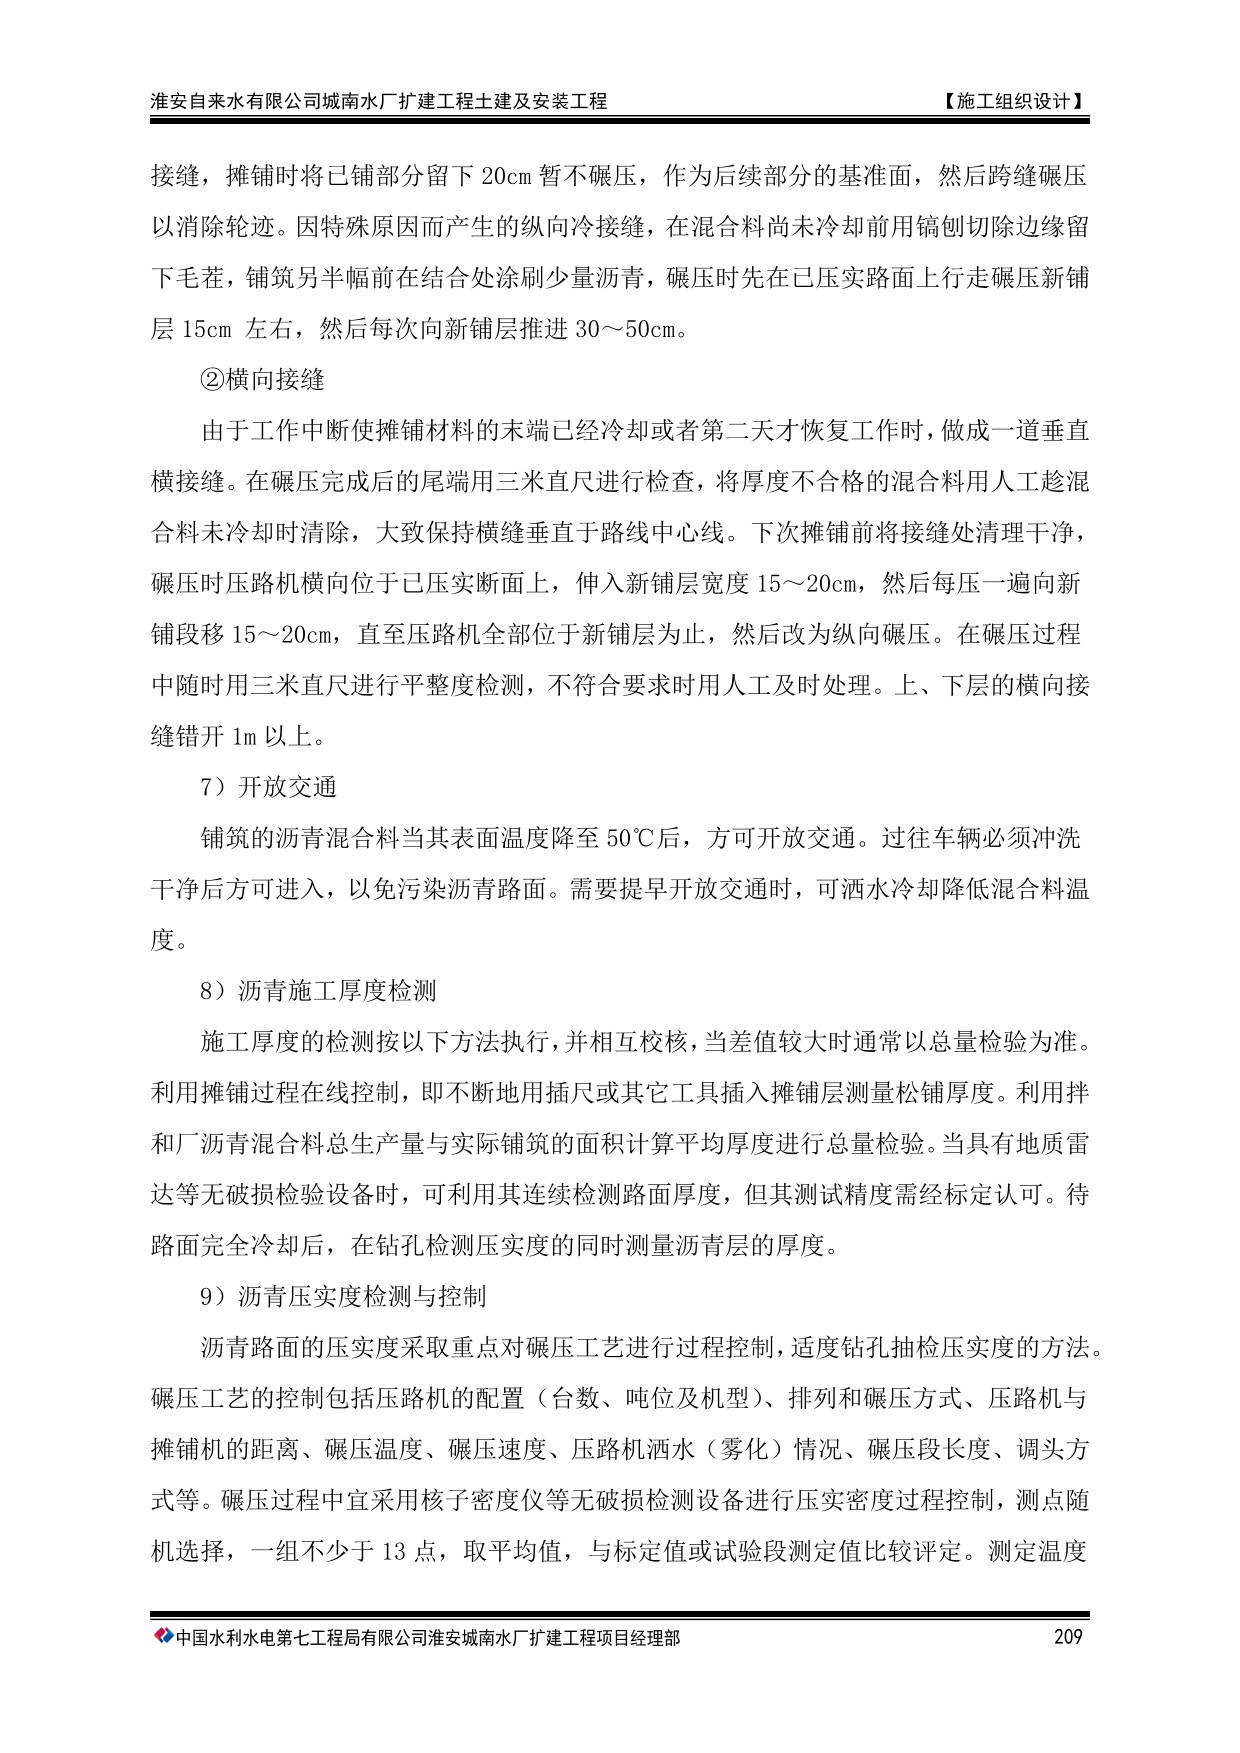 淮安自来水有限公司城南水厂扩建工程土建及安装工程 【施工组织设计】
接缝，摊铺时将已铺部分留下 20cm 暂不碾压，作为后续部分的基准面，然后跨缝碾压
以消除轮迹。因特殊原因而产生的纵向冷接缝，在混合料尚未冷却前用镐刨切除边缘留
下毛茬，铺筑另半幅前在结合处涂刷少量沥青，碾压时先在已压实路面上行走碾压新铺
层 15cm 左右，然后每次向新铺层推进 30～50cm。
②横向接缝
由于工作中断使摊铺材料的末端已经冷却或者第二天才恢复工作时，做成一道垂直
横接缝。在碾压完成后的尾端用三米直尺进行检查，将厚度不合格的混合料用人工趁混
合料未冷却时清除，大致保持横缝垂直于路线中心线。下次摊铺前将接缝处清理干净，
碾压时压路机横向位于已压实断面上，伸入新铺层宽度 15～20cm，然后每压一遍向新
铺段移 15～20cm，直至压路机全部位于新铺层为止，然后改为纵向碾压。在碾压过程
中随时用三米直尺进行平整度检测，不符合要求时用人工及时处理。上、下层的横向接
缝错开 1m 以上。
7）开放交通
铺筑的沥青混合料当其表面温度降至 50℃后，方可开放交通。过往车辆必须冲洗
干净后方可进入，以免污染沥青路面。需要提早开放交通时，可洒水冷却降低混合料温
度。
8）沥青施工厚度检测
施工厚度的检测按以下方法执行，并相互校核，当差值较大时通常以总量检验为准。
利用摊铺过程在线控制，即不断地用插尺或其它工具插入摊铺层测量松铺厚度。利用拌
和厂沥青混合料总生产量与实际铺筑的面积计算平均厚度进行总量检验。当具有地质雷
达等无破损检验设备时，可利用其连续检测路面厚度，但其测试精度需经标定认可。待
路面完全冷却后，在钻孔检测压实度的同时测量沥青层的厚度。
9）沥青压实度检测与控制
沥青路面的压实度采取重点对碾压工艺进行过程控制，适度钻孔抽检压实度的方法。
碾压工艺的控制包括压路机的配置（台数、吨位及机型）、排列和碾压方式、压路机与
摊铺机的距离、碾压温度、碾压速度、压路机洒水（雾化）情况、碾压段长度、调头方
式等。碾压过程中宜采用核子密度仪等无破损检测设备进行压实密度过程控制，测点随
机选择，一组不少于 13 点，取平均值，与标定值或试验段测定值比较评定。测定温度
中国水利水电第七工程局有限公司淮安城南水厂扩建工程项目经理部 209